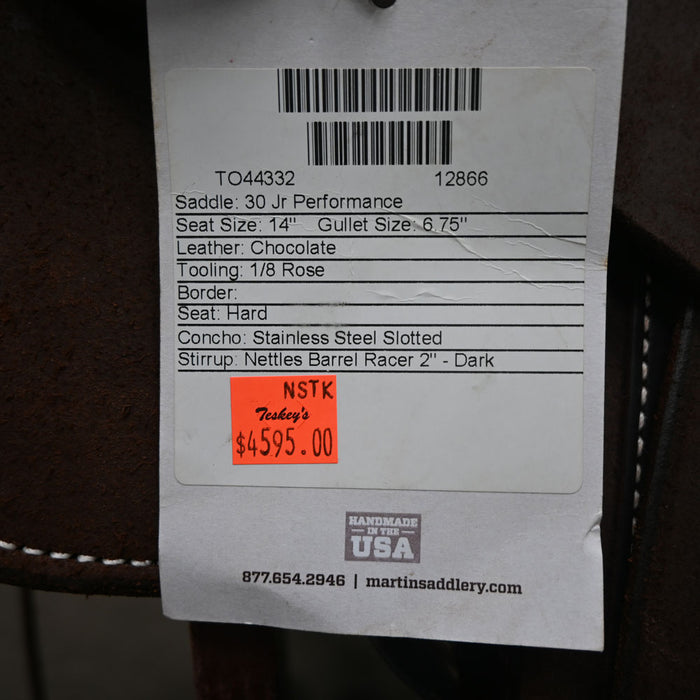 TO44332 12866
Saddle: 30 Jr Performance
Seat Size: 14" Gullet Size: 6.75"
Leather: Chocolate
Tooling: 1/8 Rose
Border:
Seat: Hard
Concho: Stainless Steel Slotted
Stirrup: Nettles Barrel Racer 2" - Dark
NSTK
Teskey's
$4595.00
HANDMADE
IN THE
USA
877.654.2946 | martinsaddlery.com